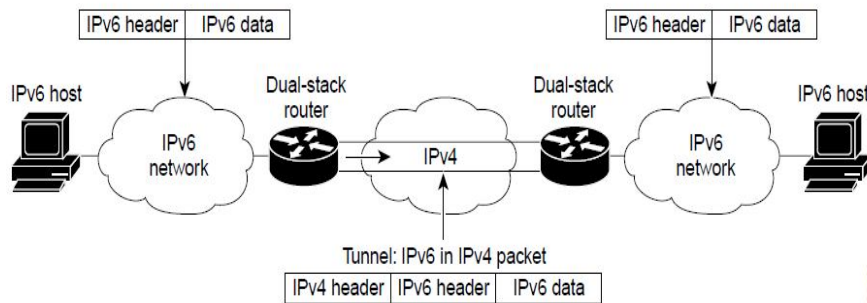 IPv6 header IPv6 data
IPv6 header IPv6 data
IPv6 host
Dual-stack
router
Dual-stack
router
IPv6 host
IPv6
network
IPv4
IPv6
network
Tunnel: IPv6 in IPv4 packet
IPv4 header IPv6 header IPv6 data